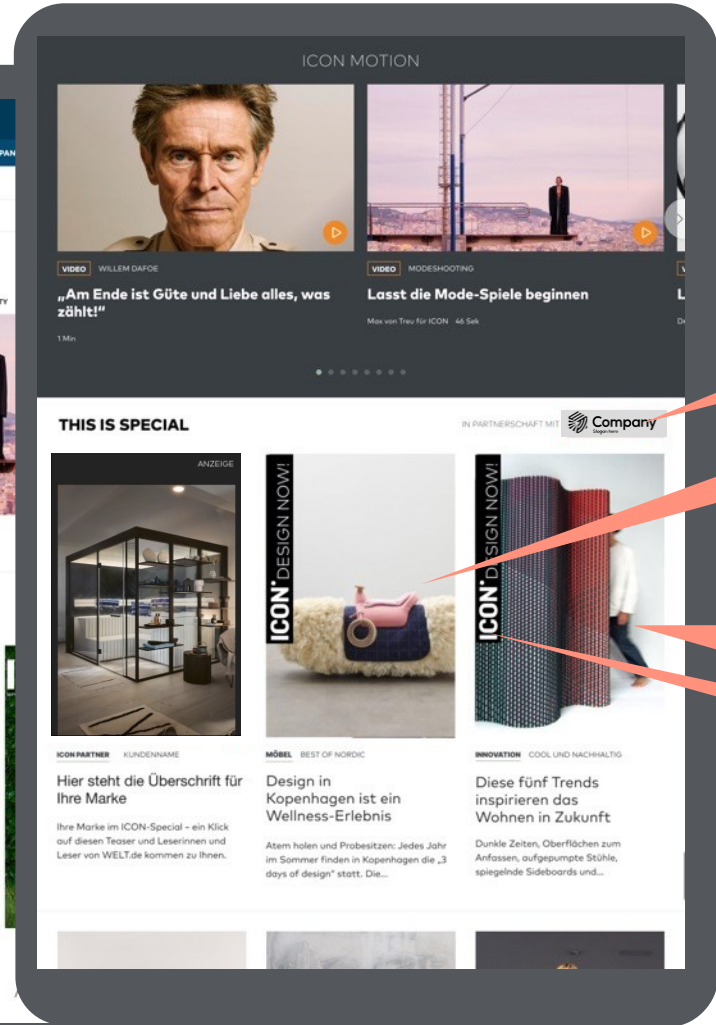 ICON MOTION
VIDEO WILLEM DAFOE
„Am Ende ist Güte und Liebe alles, was
zählt!“
1 Min
VIDEO MODESHOOTING
Lasst die Mode-Spiele beginnen
Max von Treu für ICON 46 Sek
THIS IS SPECIAL
IN PARTNERSCHAFT MIT
Company
Slogan here
ANZEIGE
ICON PARTNER KUNDENNAME
Hier steht die Überschrift für
Ihre Marke
Ihre Marke im ICON-Special – ein Klick
auf diesen Teaser und Leserinnen und
Leser von WELT.de kommen zu Ihnen.
ICON DESIGN NOW!
MÖBEL BEST OF NORDIC
Design in
Kopenhagen ist ein
Wellness-Erlebnis
Atem holen und Probesitzen: Jedes Jahr
im Sommer finden in Kopenhagen die „3
days of design“ statt. Die...
ICON DESIGN NOW!
INNOVATION COOL UND NACHHALTIG
Diese fünf Trends
inspirieren das
Wohnen in Zukunft
Dunkle Zeiten, Oberflächen zum
Anfassen, aufgepumpte Stühle,
spiegelnde Sideboards und...